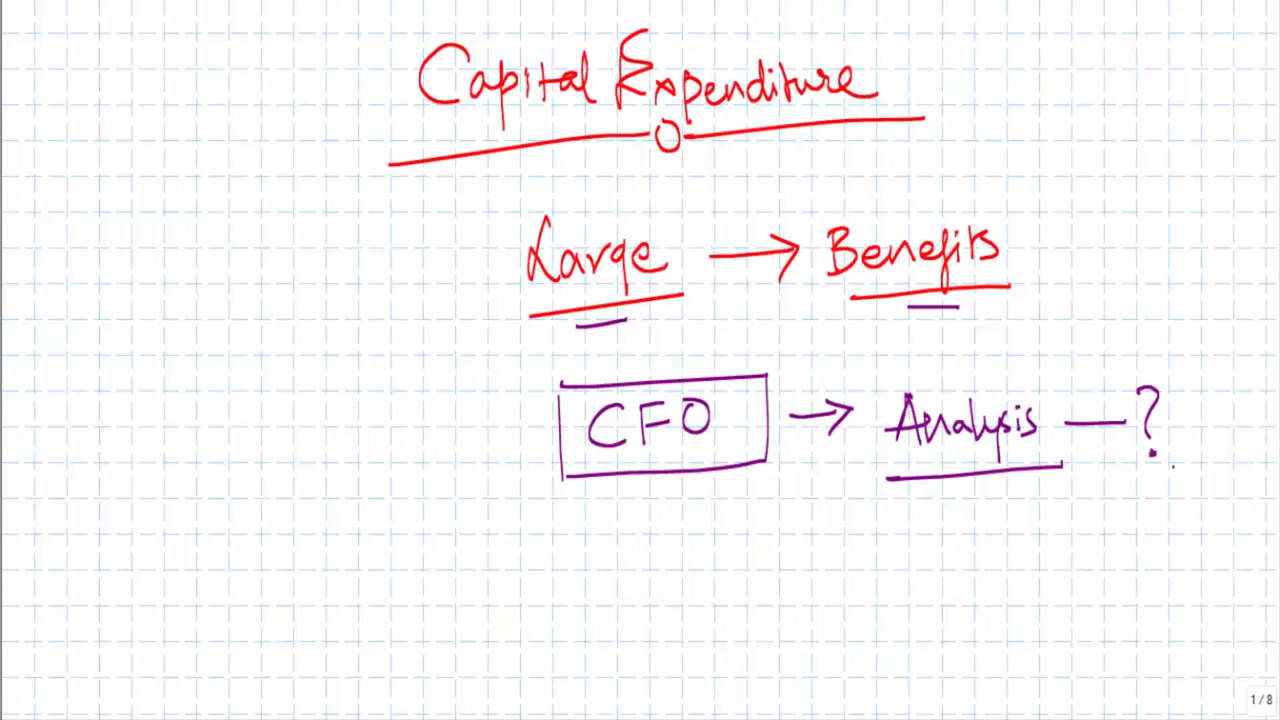 Capital Expenditure
Large → Benefits
CFO → Analysis — ?
1/8